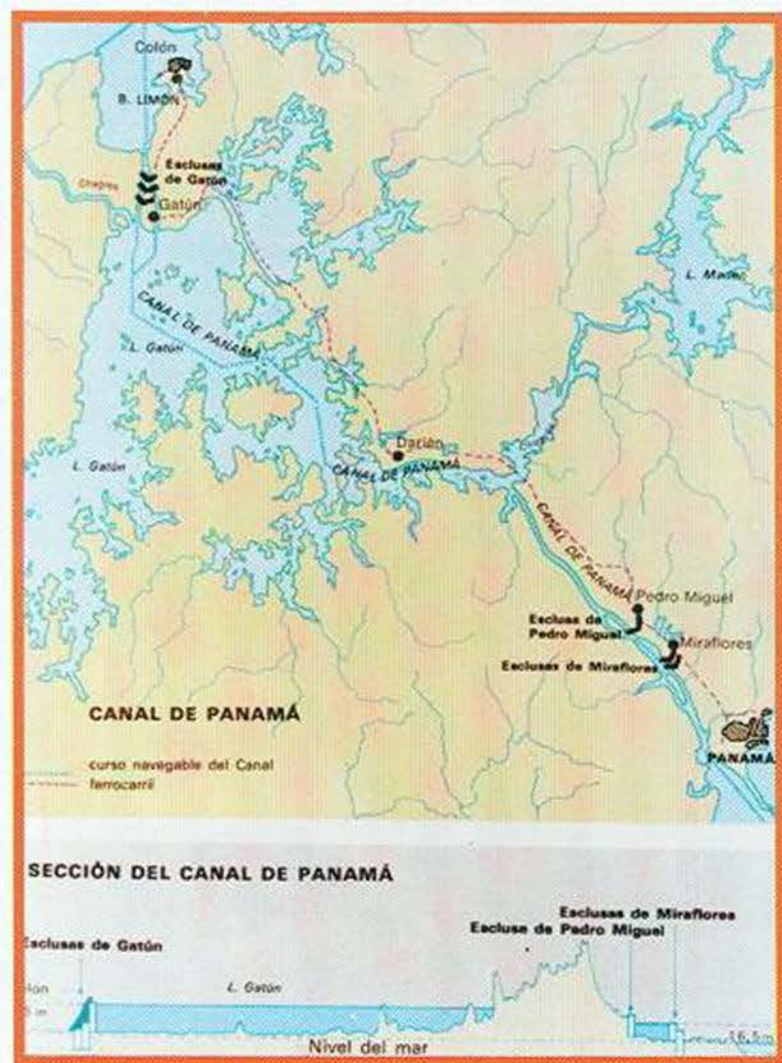 Colón
B. LIMÓN
Esclusas
de Gatún
Chagres
Gatún
L. Madden
CANAL DE PANAMÁ
L. Gatún
L. Gatún
Darién
CANAL DE PANAMÁ
CANAL DE PANAMÁ
Pedro Miguel
Esclusa de
Pedro Miguel
Miraflores
Esclusas de Miraflores
PANAMÁ
CANAL DE PANAMÁ
curso navegable del Canal
ferrocarril
SECCIÓN DEL CANAL DE PANAMÁ
Esclusas de Miraflores
Esclusa de Pedro Miguel
Esclusas de Gatún
L. Gatún
Nivel del mar